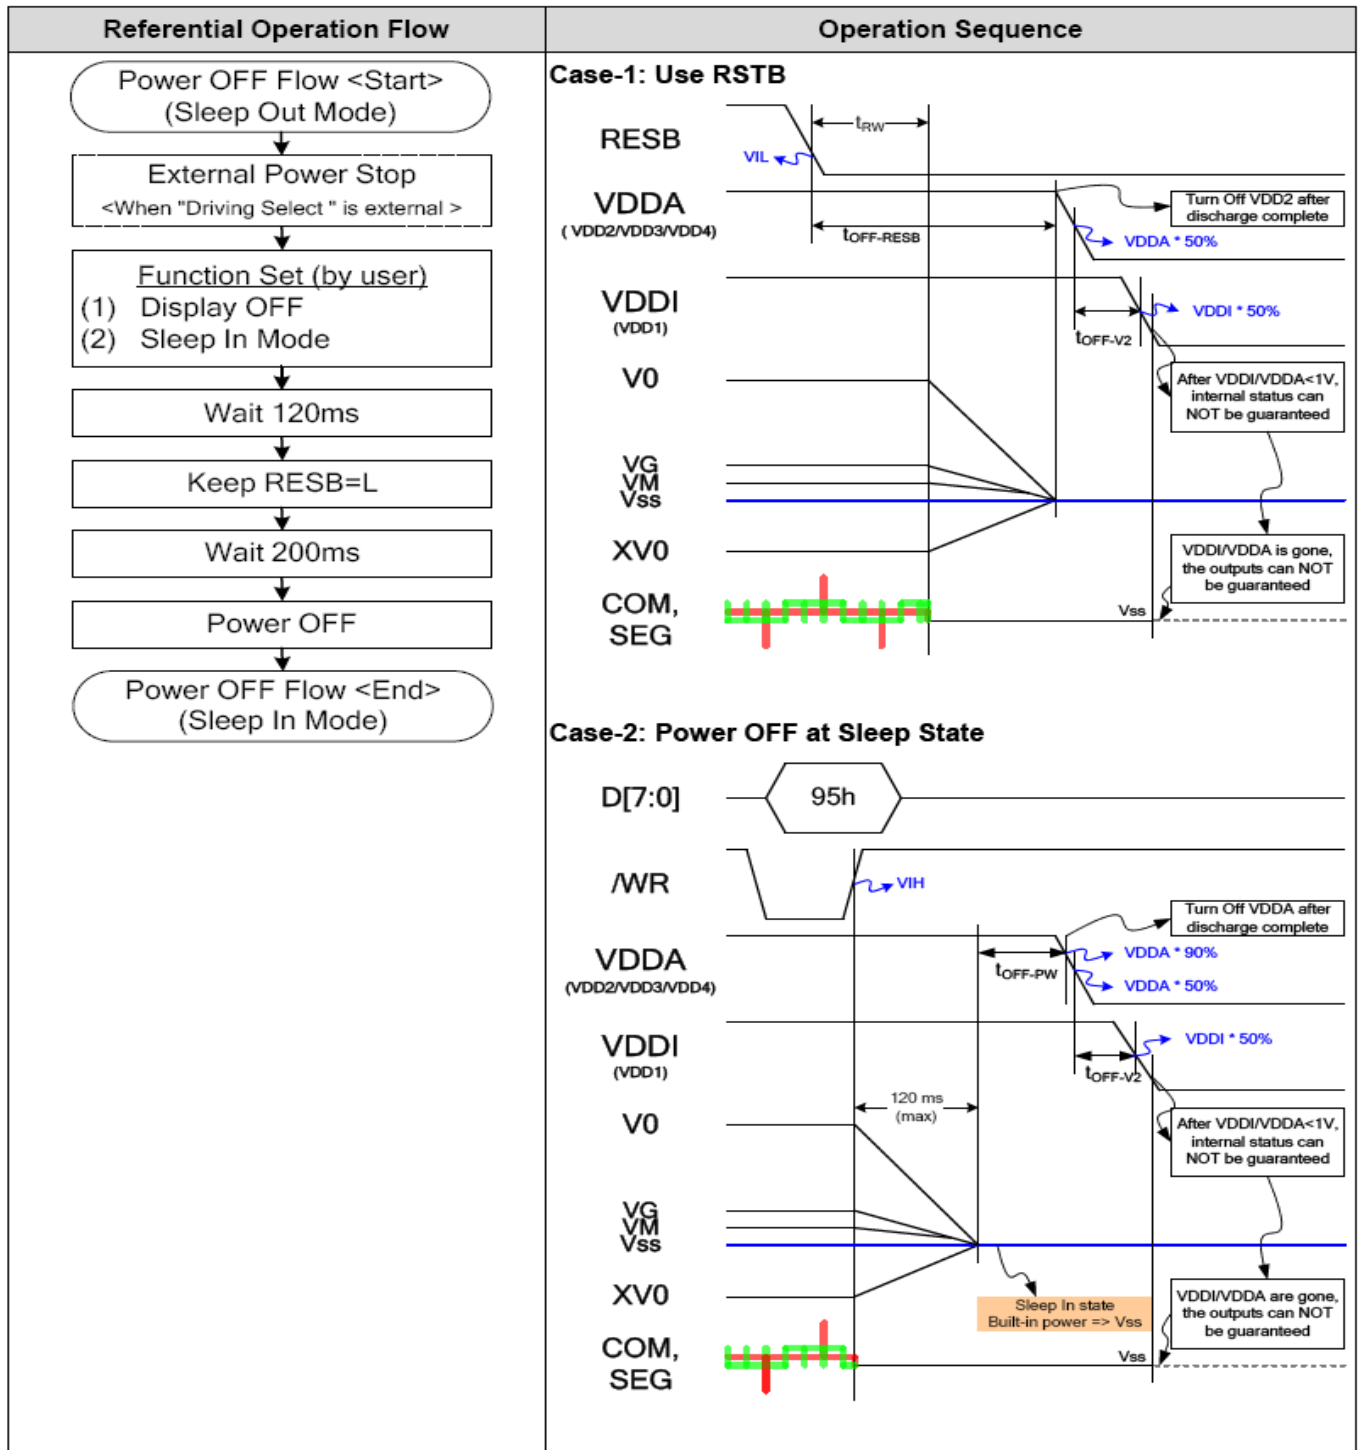 Referential Operation Flow
Operation Sequence
Power OFF Flow <Start>
(Sleep Out Mode)
External Power Stop
<When "Driving Select " is external >
Function Set (by user)
(1) Display OFF
(2) Sleep In Mode
Wait 120ms
Keep RESB=L
Wait 200ms
Power OFF
Power OFF Flow <End>
(Sleep In Mode)
Case-1: Use RSTB
RESB
tRW
VIL
VDDA
( VDD2/VDD3/VDD4)
tOFF-RESB
Turn Off VDD2 after
discharge complete
VDDA * 50%
VDDI
(VDD1)
tOFF-V2
VDDI * 50%
V0
After VDDI/VDDA<1V,
internal status can
NOT be guaranteed
VG
VM
Vss
XV0
VDDI/VDDA is gone,
the outputs can NOT
be guaranteed
COM,
SEG
Vss
Case-2: Power OFF at Sleep State
D[7:0]
95h
/WR
VIH
Turn Off VDDA after
discharge complete
VDDA
(VDD2/VDD3/VDD4)
tOFF-PW
VDDA * 90%
VDDA * 50%
VDDI
(VDD1)
VDDI * 50%
tOFF-V2
120 ms
(max)
V0
After VDDI/VDDA<1V,
internal status can
NOT be guaranteed
VG
VM
Vss
XV0
Sleep In state
Built-in power => Vss
VDDI/VDDA are gone,
the outputs can NOT
be guaranteed
COM,
SEG
Vss